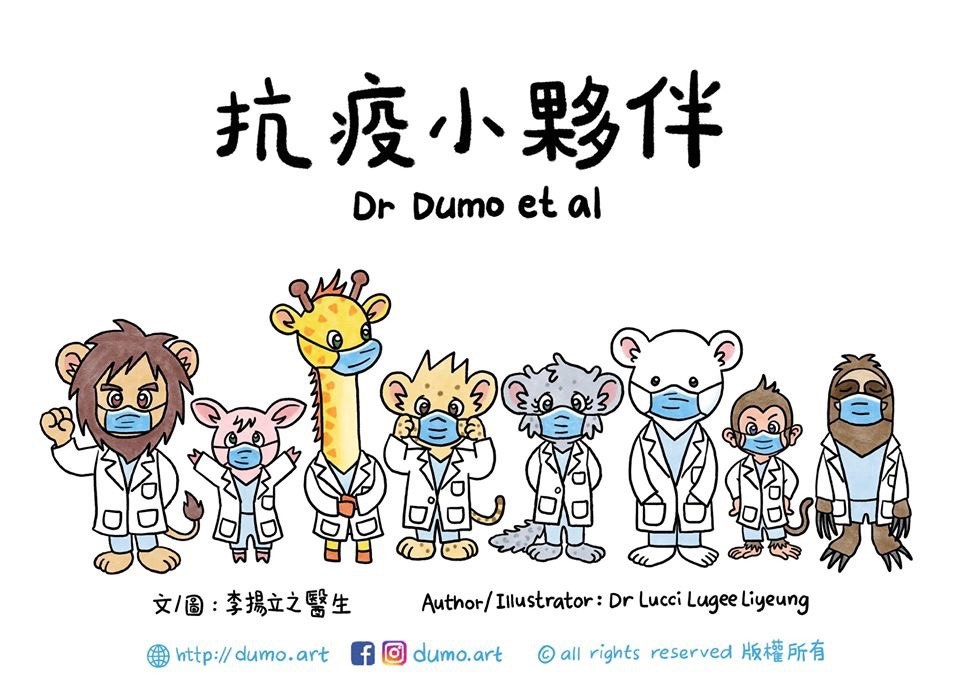 抗疫小夥伴
Dr Dumo et al
文/圖：李揚立之醫生 Author/Illustrator: Dr Lucci Lugee Liyeung
http://dumo.art dumo.art © all rights reserved 版權所有